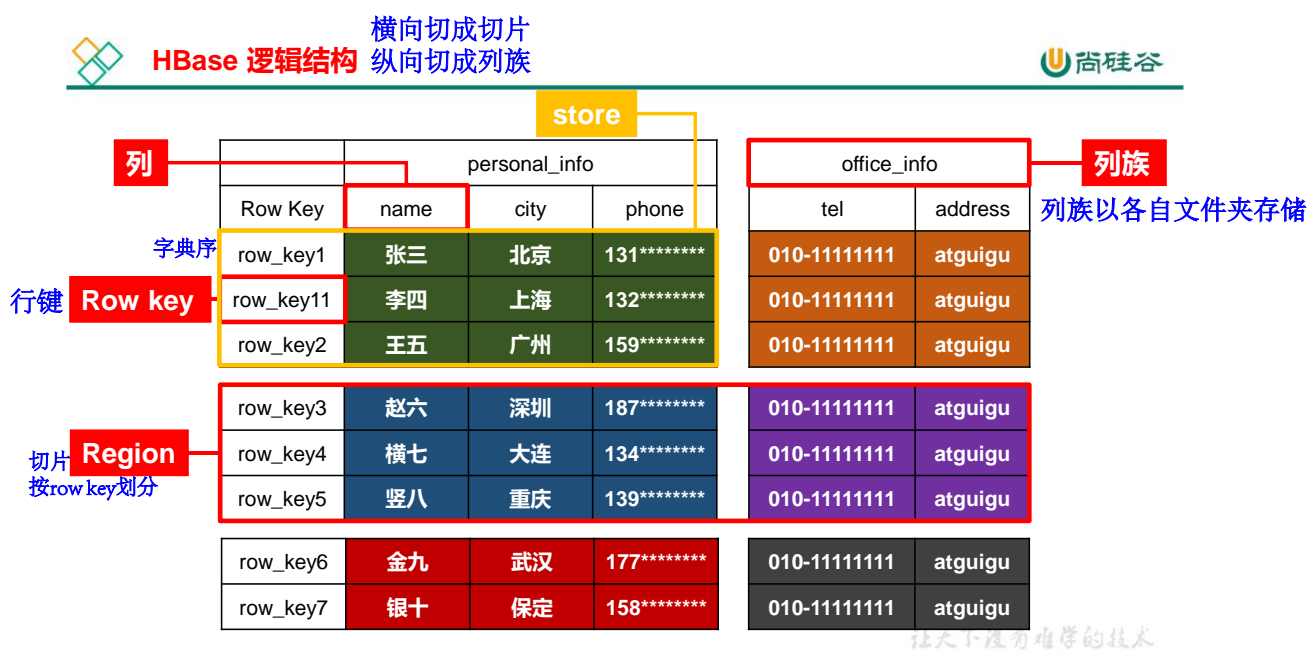 横向切成切片
HBase 逻辑结构 纵向切成列族
尚硅谷
store
列
personal_info
office_info
列族
Row Key name city phone tel address
列族以各自文件夹存储
字典序
row_key1 张三 北京 131******** 010-11111111 atguigu
行键 Row key
row_key11 李四 上海 132******** 010-11111111 atguigu
row_key2 王五 广州 159******** 010-11111111 atguigu
row_key3 赵六 深圳 187******** 010-11111111 atguigu
Region
切片
按row key划分
row_key4 横七 大连 134******** 010-11111111 atguigu
row_key5 竖八 重庆 139******** 010-11111111 atguigu
row_key6 金九 武汉 177******** 010-11111111 atguigu
row_key7 银十 保定 158******** 010-11111111 atguigu
让天下没有难学的技术